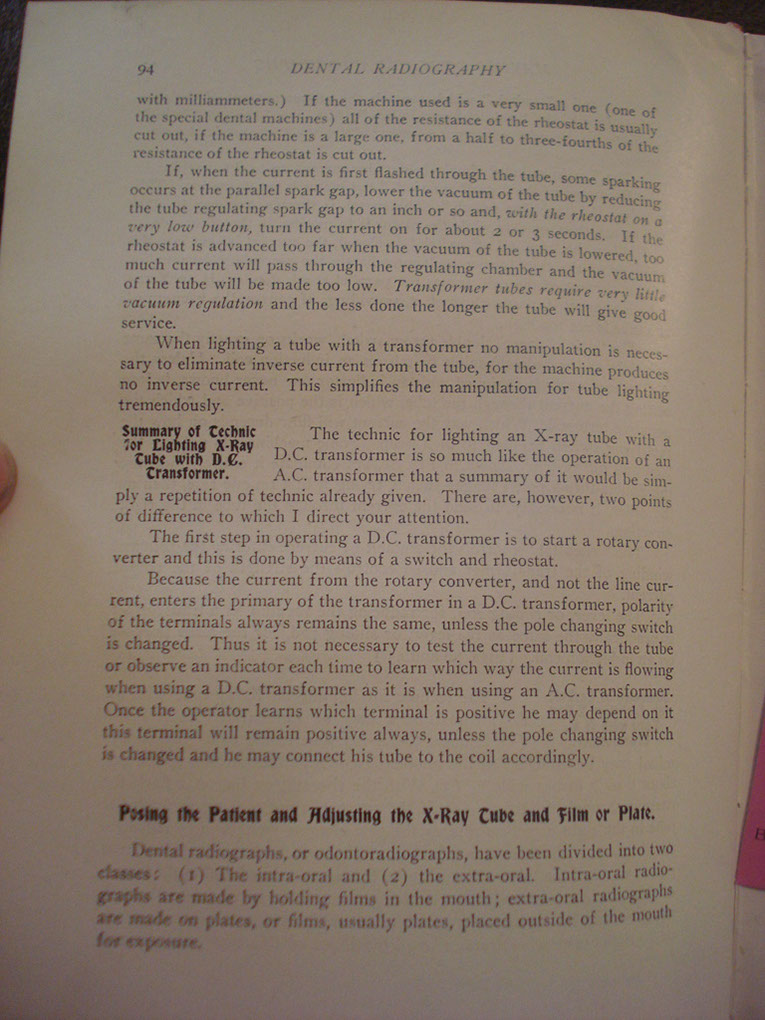 94 DENTAL RADIOGRAPHY
with milliammeters.) If the machine used is a very small one (one of
the special dental machines) all of the resistance of the rheostat is usually
cut out, if the machine is a large one, from a half to three-fourths of the
resistance of the rheostat is cut out.
If, when the current is first flashed through the tube, some sparking
occurs at the parallel spark gap, lower the vacuum of the tube by reducing
the tube regulating spark gap to an inch or so and, with the rheostat on a
very low button, turn the current on for about 2 or 3 seconds. If the
rheostat is advanced too far when the vacuum of the tube is lowered, too
much current will pass through the regulating chamber and the vacuum
of the tube will be made too low. Transformer tubes require very little
vacuum regulation and the less done the longer the tube will give good
service.
When lighting a tube with a transformer no manipulation is neces-
sary to eliminate inverse current from the tube, for the machine produces
no inverse current. This simplifies the manipulation for tube lighting
tremendously.
Summary of Technic
for Lighting X-Ray
Tube with D.C.
Transformer.
The technic for lighting an X-ray tube with a
D.C. transformer is so much like the operation of an
A.C. transformer that a summary of it would be sim-
ply a repetition of technic already given. There are, however, two points
of difference to which I direct your attention.
The first step in operating a D.C. transformer is to start a rotary con-
verter and this is done by means of a switch and rheostat.
Because the current from the rotary converter, and not the line cur-
rent, enters the primary of the transformer in a D.C. transformer, polarity
of the terminals always remains the same, unless the pole changing switch
is changed. Thus it is not necessary to test the current through the tube
or observe an indicator each time to learn which way the current is flowing
when using a D.C. transformer as it is when using an A.C. transformer.
Once the operator learns which terminal is positive he may depend on it
this terminal will remain positive always, unless the pole changing switch
is changed and he may connect his tube to the coil accordingly.
Posing the Patient and Adjusting the X-Ray Tube and Film or Plate.
Dental radiographs, or odontoradiographs, have been divided into two
classes: (1) The intra-oral and (2) the extra-oral. Intra-oral radio-
graphs are made by holding films in the mouth; extra-oral radiographs
are made on plates, or films, usually plates, placed outside of the mouth
for exposure.